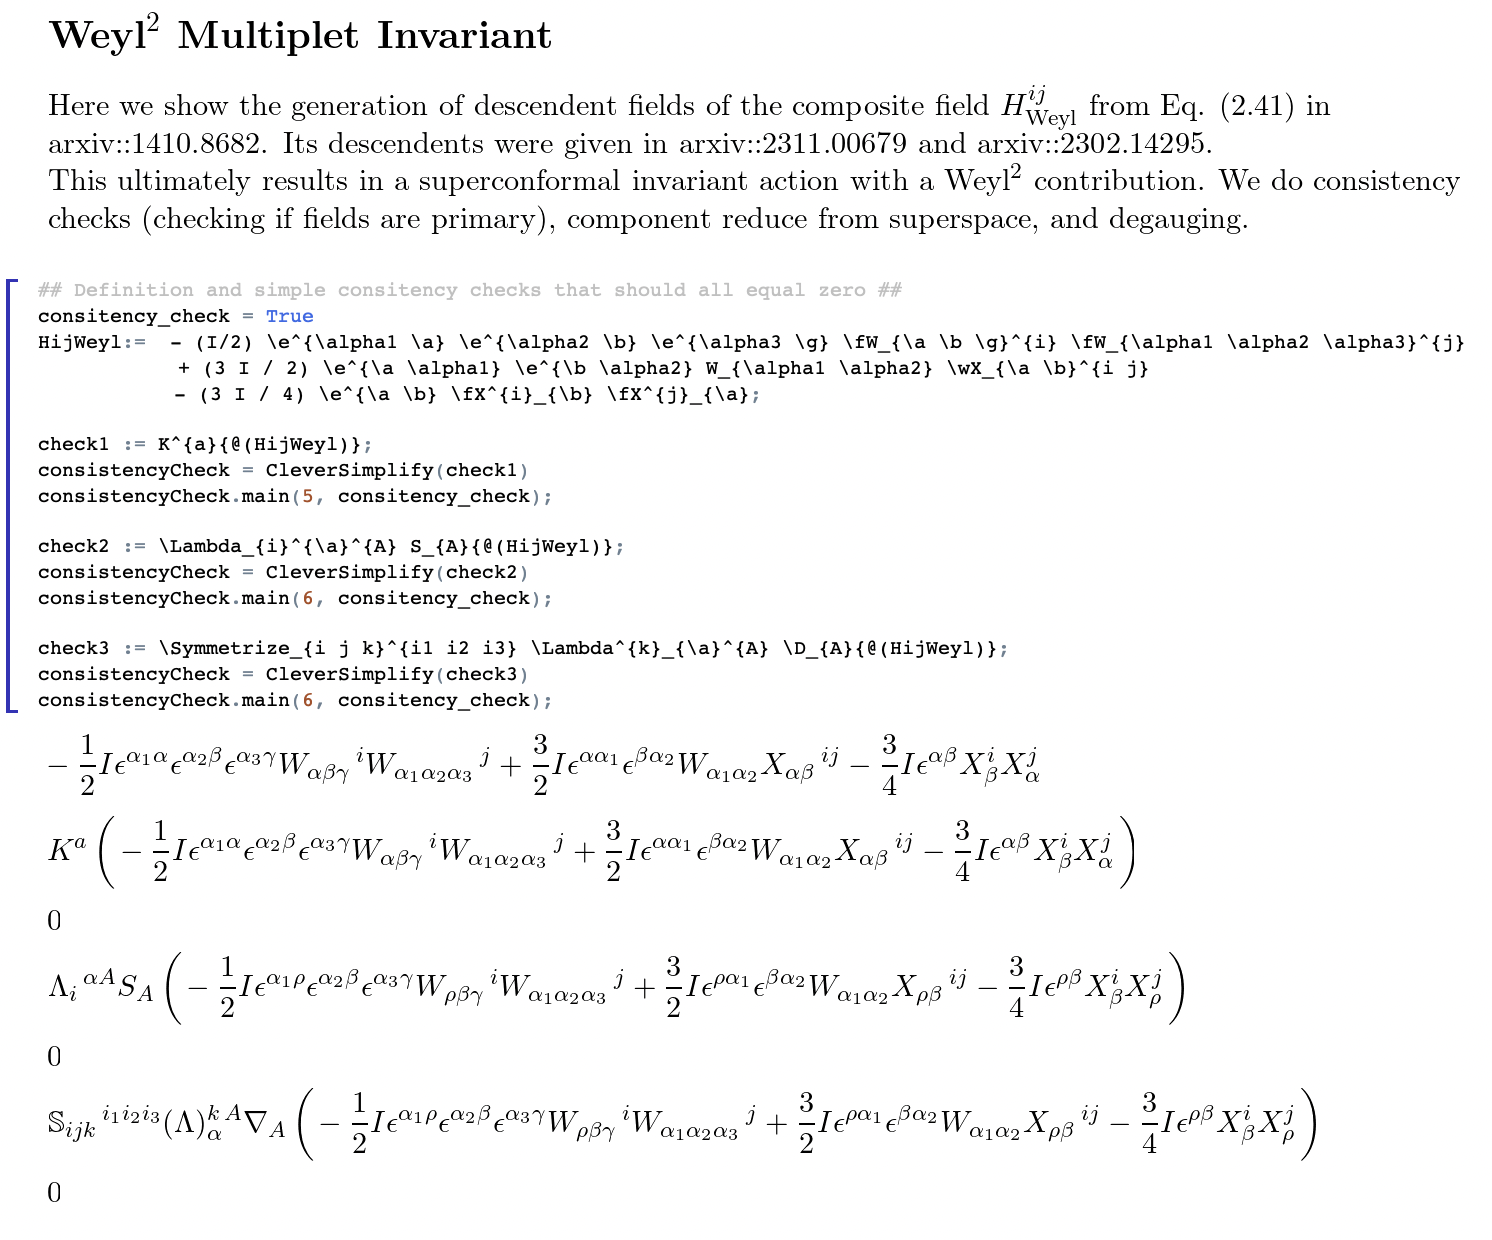 Weyl² Multiplet Invariant
Here we show the generation of descendent fields of the composite field $H^{ij}_{\text{Weyl}}$ from Eq. (2.41) in
arxiv::1410.8682. Its descendents were given in arxiv::2311.00679 and arxiv::2302.14295.
This ultimately results in a superconformal invariant action with a Weyl² contribution. We do consistency
checks (checking if fields are primary), component reduce from superspace, and degauging.
## Definition and simple consitency checks that should all equal zero ##
consitency_check = True
HijWeyl:=  - (I/2) \e^{\alpha1 \a} \e^{\alpha2 \b} \e^{\alpha3 \g} \fW_{\a \b \g}^{i} \fW_{\alpha1 \alpha2 \alpha3}^{j}
+ (3 I / 2) \e^{\a \alpha1} \e^{\b \alpha2} W_{\alpha1 \alpha2} \wX_{\a \b}^{i j}
- (3 I / 4) \e^{\a \b} \fX^{i}_{\b} \fX^{j}_{\a};
check1 := K^{a}{@(HijWeyl)};
consistencyCheck = CleverSimplify(check1)
consistencyCheck.main(5, consitency_check);
check2 := \Lambda_{i}^{\a}^{A} S_{A}{@(HijWeyl)};
consistencyCheck = CleverSimplify(check2)
consistencyCheck.main(6, consitency_check);
check3 := \Symmetrize_{i j k}^{i1 i2 i3} \Lambda^{k}_{\a}^{A} \D_{A}{@(HijWeyl)};
consistencyCheck = CleverSimplify(check3)
consistencyCheck.main(6, consitency_check);
$-\frac{1}{2}I\epsilon^{\alpha_1\alpha}\epsilon^{\alpha_2\beta}\epsilon^{\alpha_3\gamma}W_{\alpha\beta\gamma}{}^{i}W_{\alpha_1\alpha_2\alpha_3}{}^{j}+\frac{3}{2}I\epsilon^{\alpha\alpha_1}\epsilon^{\beta\alpha_2}W_{\alpha_1\alpha_2}X_{\alpha\beta}{}^{ij}-\frac{3}{4}I\epsilon^{\alpha\beta}X^{i}_{\beta}X^{j}_{\alpha}$
$K^{a}\left(-\frac{1}{2}I\epsilon^{\alpha_1\alpha}\epsilon^{\alpha_2\beta}\epsilon^{\alpha_3\gamma}W_{\alpha\beta\gamma}{}^{i}W_{\alpha_1\alpha_2\alpha_3}{}^{j}+\frac{3}{2}I\epsilon^{\alpha\alpha_1}\epsilon^{\beta\alpha_2}W_{\alpha_1\alpha_2}X_{\alpha\beta}{}^{ij}-\frac{3}{4}I\epsilon^{\alpha\beta}X^{i}_{\beta}X^{j}_{\alpha}\right)$
0
$\Lambda_{i}{}^{\alpha A}S_{A}\left(-\frac{1}{2}I\epsilon^{\alpha_1\rho}\epsilon^{\alpha_2\beta}\epsilon^{\alpha_3\gamma}W_{\rho\beta\gamma}{}^{i}W_{\alpha_1\alpha_2\alpha_3}{}^{j}+\frac{3}{2}I\epsilon^{\rho\alpha_1}\epsilon^{\beta\alpha_2}W_{\alpha_1\alpha_2}X_{\rho\beta}{}^{ij}-\frac{3}{4}I\epsilon^{\rho\beta}X^{i}_{\beta}X^{j}_{\rho}\right)$
0
$\mathbb{S}_{ijk}{}^{i_1i_2i_3}(\Lambda)^{k}_{\alpha}{}^{A}\nabla_{A}\left(-\frac{1}{2}I\epsilon^{\alpha_1\rho}\epsilon^{\alpha_2\beta}\epsilon^{\alpha_3\gamma}W_{\rho\beta\gamma}{}^{i}W_{\alpha_1\alpha_2\alpha_3}{}^{j}+\frac{3}{2}I\epsilon^{\rho\alpha_1}\epsilon^{\beta\alpha_2}W_{\alpha_1\alpha_2}X_{\rho\beta}{}^{ij}-\frac{3}{4}I\epsilon^{\rho\beta}X^{i}_{\beta}X^{j}_{\rho}\right)$
0